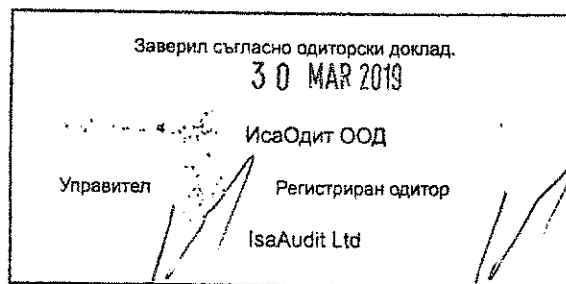 Заверил съгласно одиторски доклад.
30 MAR 2019
ИсаОдит ООД
Управител Регистриран одитор
IsaAudit Ltd